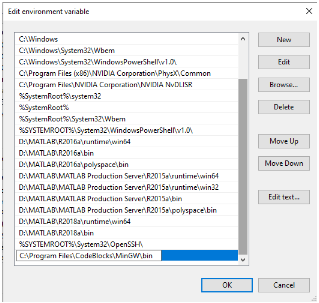 Edit environment variable
C:\Windows
C:\Windows\System32\Wbem
C:\Windows\System32\WindowsPowerShell\v1.0\
C:\Program Files (x86)\NVIDIA Corporation\PhysX\Common
C:\Program Files\NVIDIA Corporation\NVIDIA NvDLISR
%SystemRoot%\system32
%SystemRoot%
%SystemRoot%\System32\Wbem
%SYSTEMROOT%\System32\WindowsPowerShell\v1.0\
D:\MATLAB\R2016a\runtime\win64
D:\MATLAB\R2016a\bin
D:\MATLAB\R2016a\polyspace\bin
D:\MATLAB\MATLAB Production Server\R2015a\runtime\win64
D:\MATLAB\MATLAB Production Server\R2015a\runtime\win32
D:\MATLAB\MATLAB Production Server\R2015a\bin
D:\MATLAB\MATLAB Production Server\R2015a\polyspace\bin
D:\MATLAB\R2018a\runtime\win64
D:\MATLAB\R2018a\bin
%SYSTEMROOT%\System32\OpenSSH\
C:\Program Files\CodeBlocks\MinGW\bin
New
Edit
Browse...
Delete
Move Up
Move Down
Edit text...
OK
Cancel